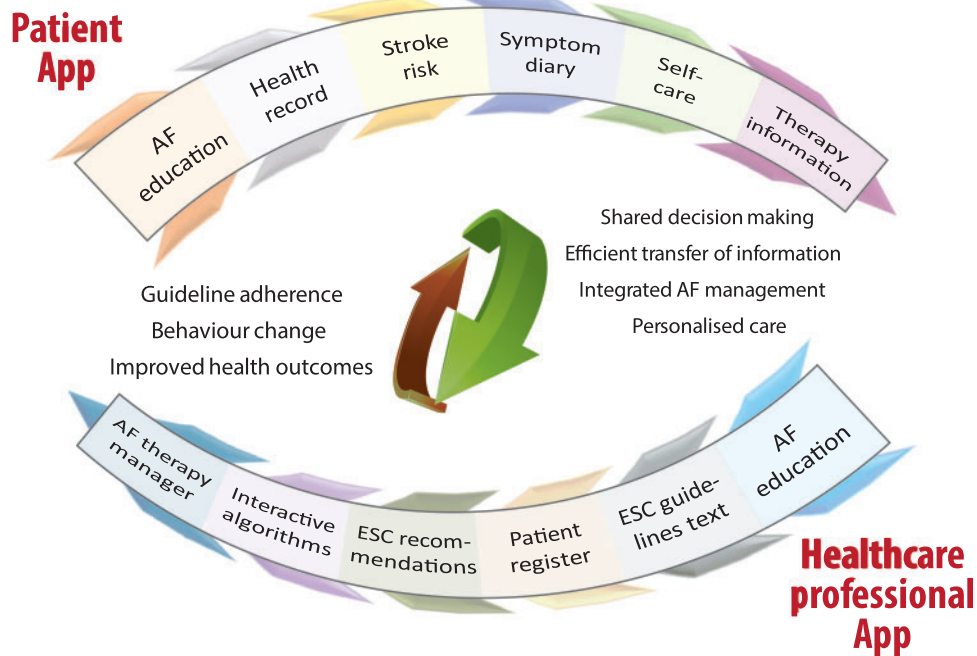 Patient
App
AF
education
Health
record
Stroke
risk
Symptom
diary
Self-
care
Therapy
information
Shared decision making
Efficient transfer of information
Integrated AF management
Personalised care
Guideline adherence
Behaviour change
Improved health outcomes
AF therapy
manager
Interactive
algorithms
ESC recom-
mendations
Patient
register
ESC guide-
lines text
AF
education
Healthcare
professional
App